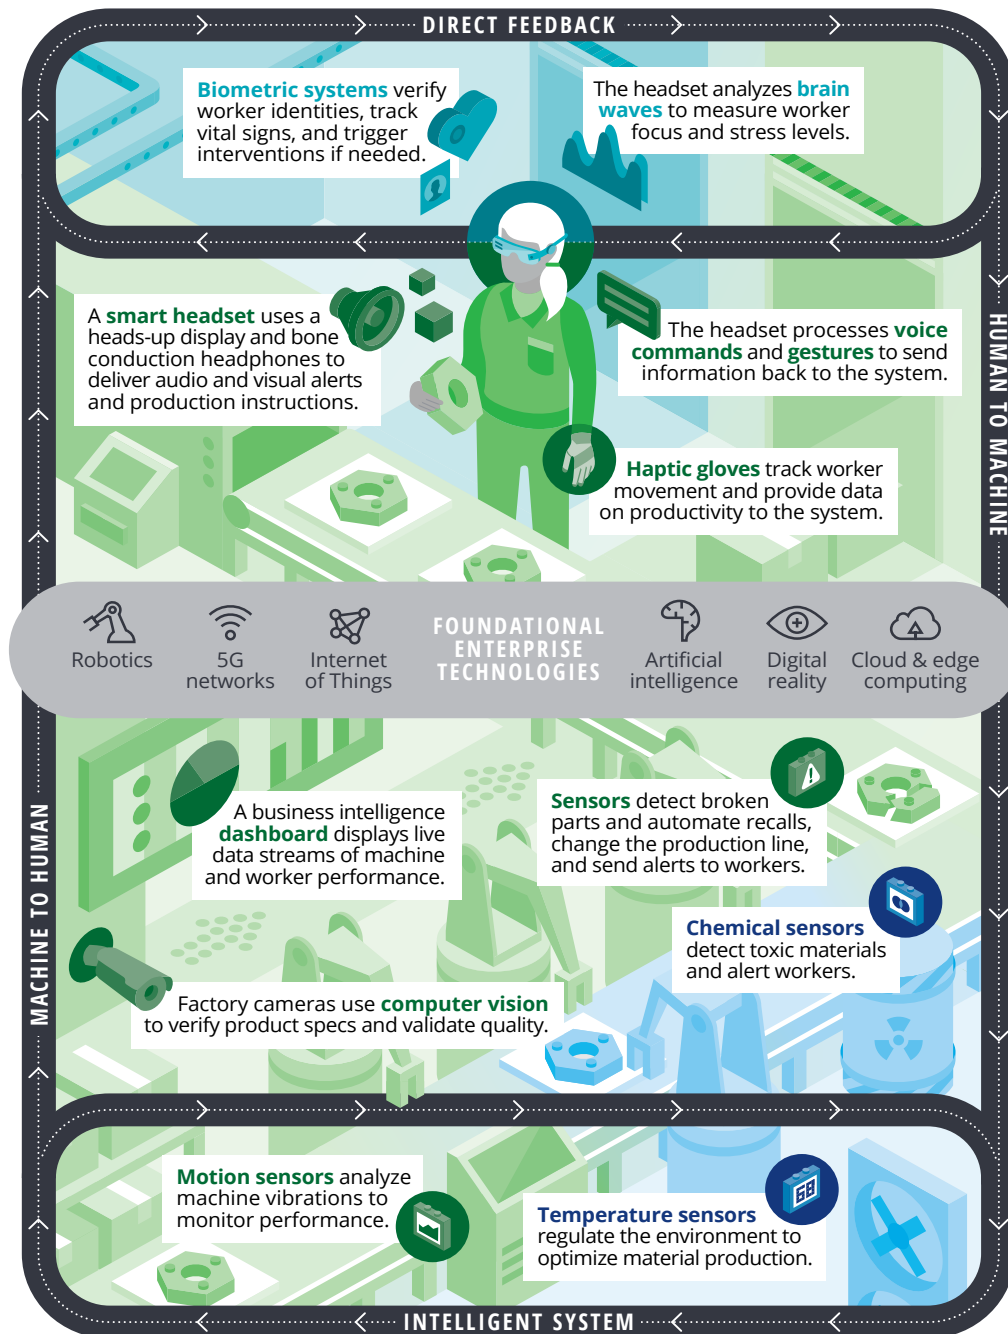 DIRECT FEEDBACK
Biometric systems verify
worker identities, track
vital signs, and trigger
interventions if needed.
The headset analyzes brain
waves to measure worker
focus and stress levels.
A smart headset uses a
heads-up display and bone
conduction headphones to
deliver audio and visual alerts
and production instructions.
The headset processes voice
commands and gestures to send
information back to the system.
Haptic gloves track worker
movement and provide data
on productivity to the system.
HUMAN TO MACHINE
FOUNDATIONAL
ENTERPRISE
TECHNOLOGIES
Robotics
5G
networks
Internet
of Things
Artificial
intelligence
Digital
reality
Cloud & edge
computing
MACHINE TO HUMAN
A business intelligence
dashboard displays live
data streams of machine
and worker performance.
Sensors detect broken
parts and automate recalls,
change the production line,
and send alerts to workers.
Chemical sensors
detect toxic materials
and alert workers.
Factory cameras use computer vision
to verify product specs and validate quality.
Motion sensors analyze
machine vibrations to
monitor performance.
68
Temperature sensors
regulate the environment to
optimize material production.
INTELLIGENT SYSTEM